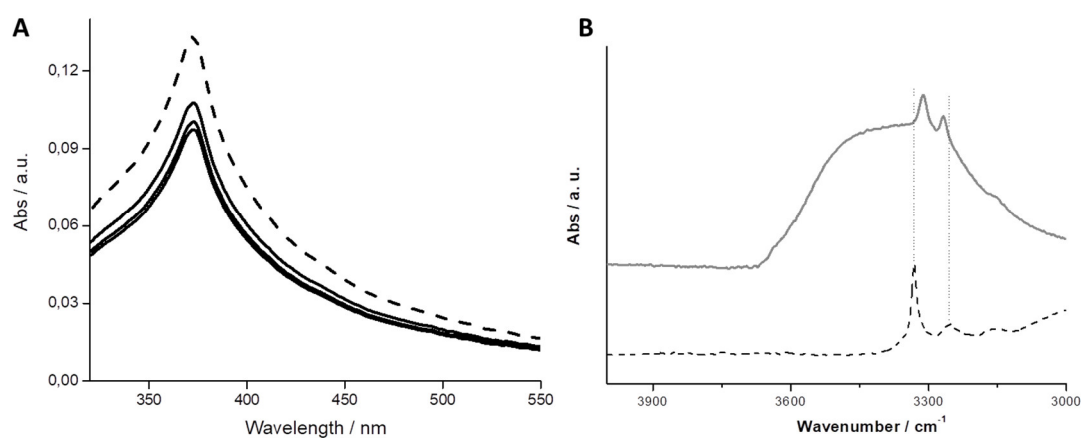 A
Abs / a.u.
0,12
0,09
0,06
0,03
0,00
350 400 450 500 550
Wavelength / nm
B
Abs / a. u.
3900 3600 3300 3000
Wavenumber / cm⁻¹